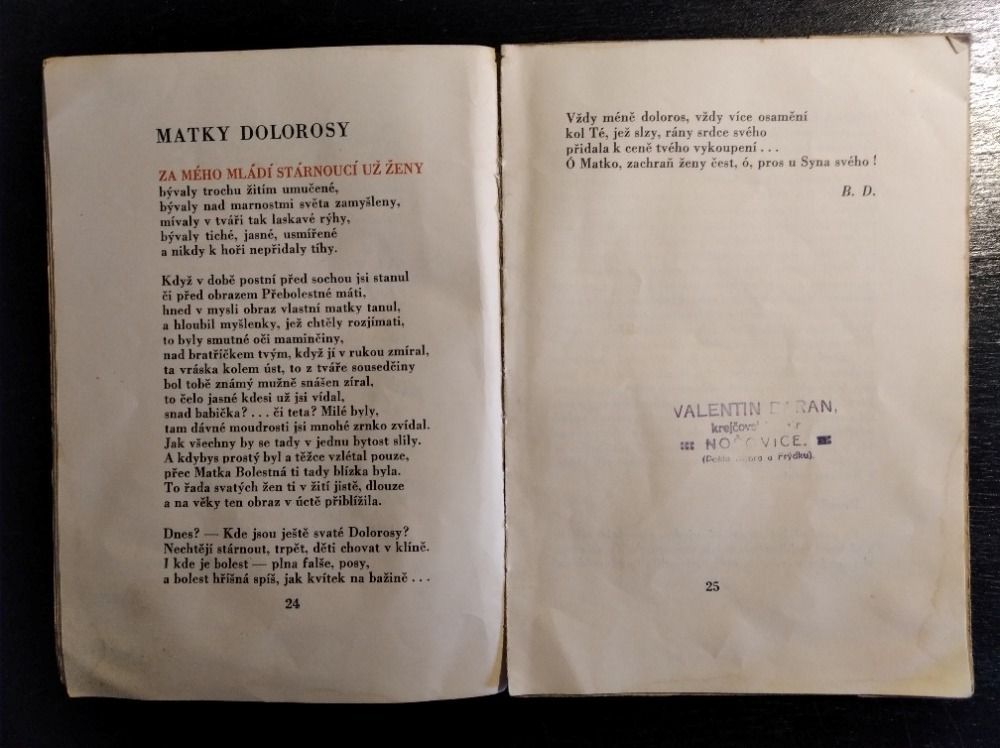 MATKY DOLOROSY
ZA MÉHO MLÁDÍ STÁRNOUCÍ UŽ ŽENY
bývaly trochu žitím umučené,
bývaly nad marnostmi světa zamyšleny,
mívaly v tváři tak laskavé rýhy,
bývaly tiché, jasné, usmířené
a nikdy k hoři nepřidaly tíhy.
Když v době postní před sochou jsi stanul
či před obrazem Přebolestné máti,
hned v mysli obraz vlastní matky tanul,
a hloubil myšlenky, jež chtěly rozjímati,
to byly smutné oči maminčiny,
nad bratříčkem tvým, když jí v rukou zmíral,
ta vráska kolem úst, to z tváře sousedčiny
bol tobě známý mužně snášen zíral,
to čelo jasné kdesi už jsi vídal,
snad babička? . . . či teta? Milé byly,
tam dávné moudrosti jsi mnohé zrnko zvídal.
Jak všechny by se tady v jednu bytost slily.
A kdybys prostý byl a těžce vzlétal pouze,
přec Matka Bolestná ti tady blízka byla.
To řada svatých žen ti v žití jistě, dlouze
a na věky ten obraz v úctě přiblížila.
Dnes? — Kde jsou ještě svaté Dolorosy?
Nechtějí stárnout, trpět, děti chovat v klíně.
I kde je bolest — plna falše, posy,
a bolest hříšná spíš, jak kvítek na bažině . . .
24
Vždy méně doloros, vždy více osamění
kol Té, jež slzy, rány srdce svého
přidala k ceně tvého vykoupení . . .
Ó Matko, zachraň ženy čest, ó, pros u Syna svého !
B. D.
VALENTIN
NOŠOVICE.
25